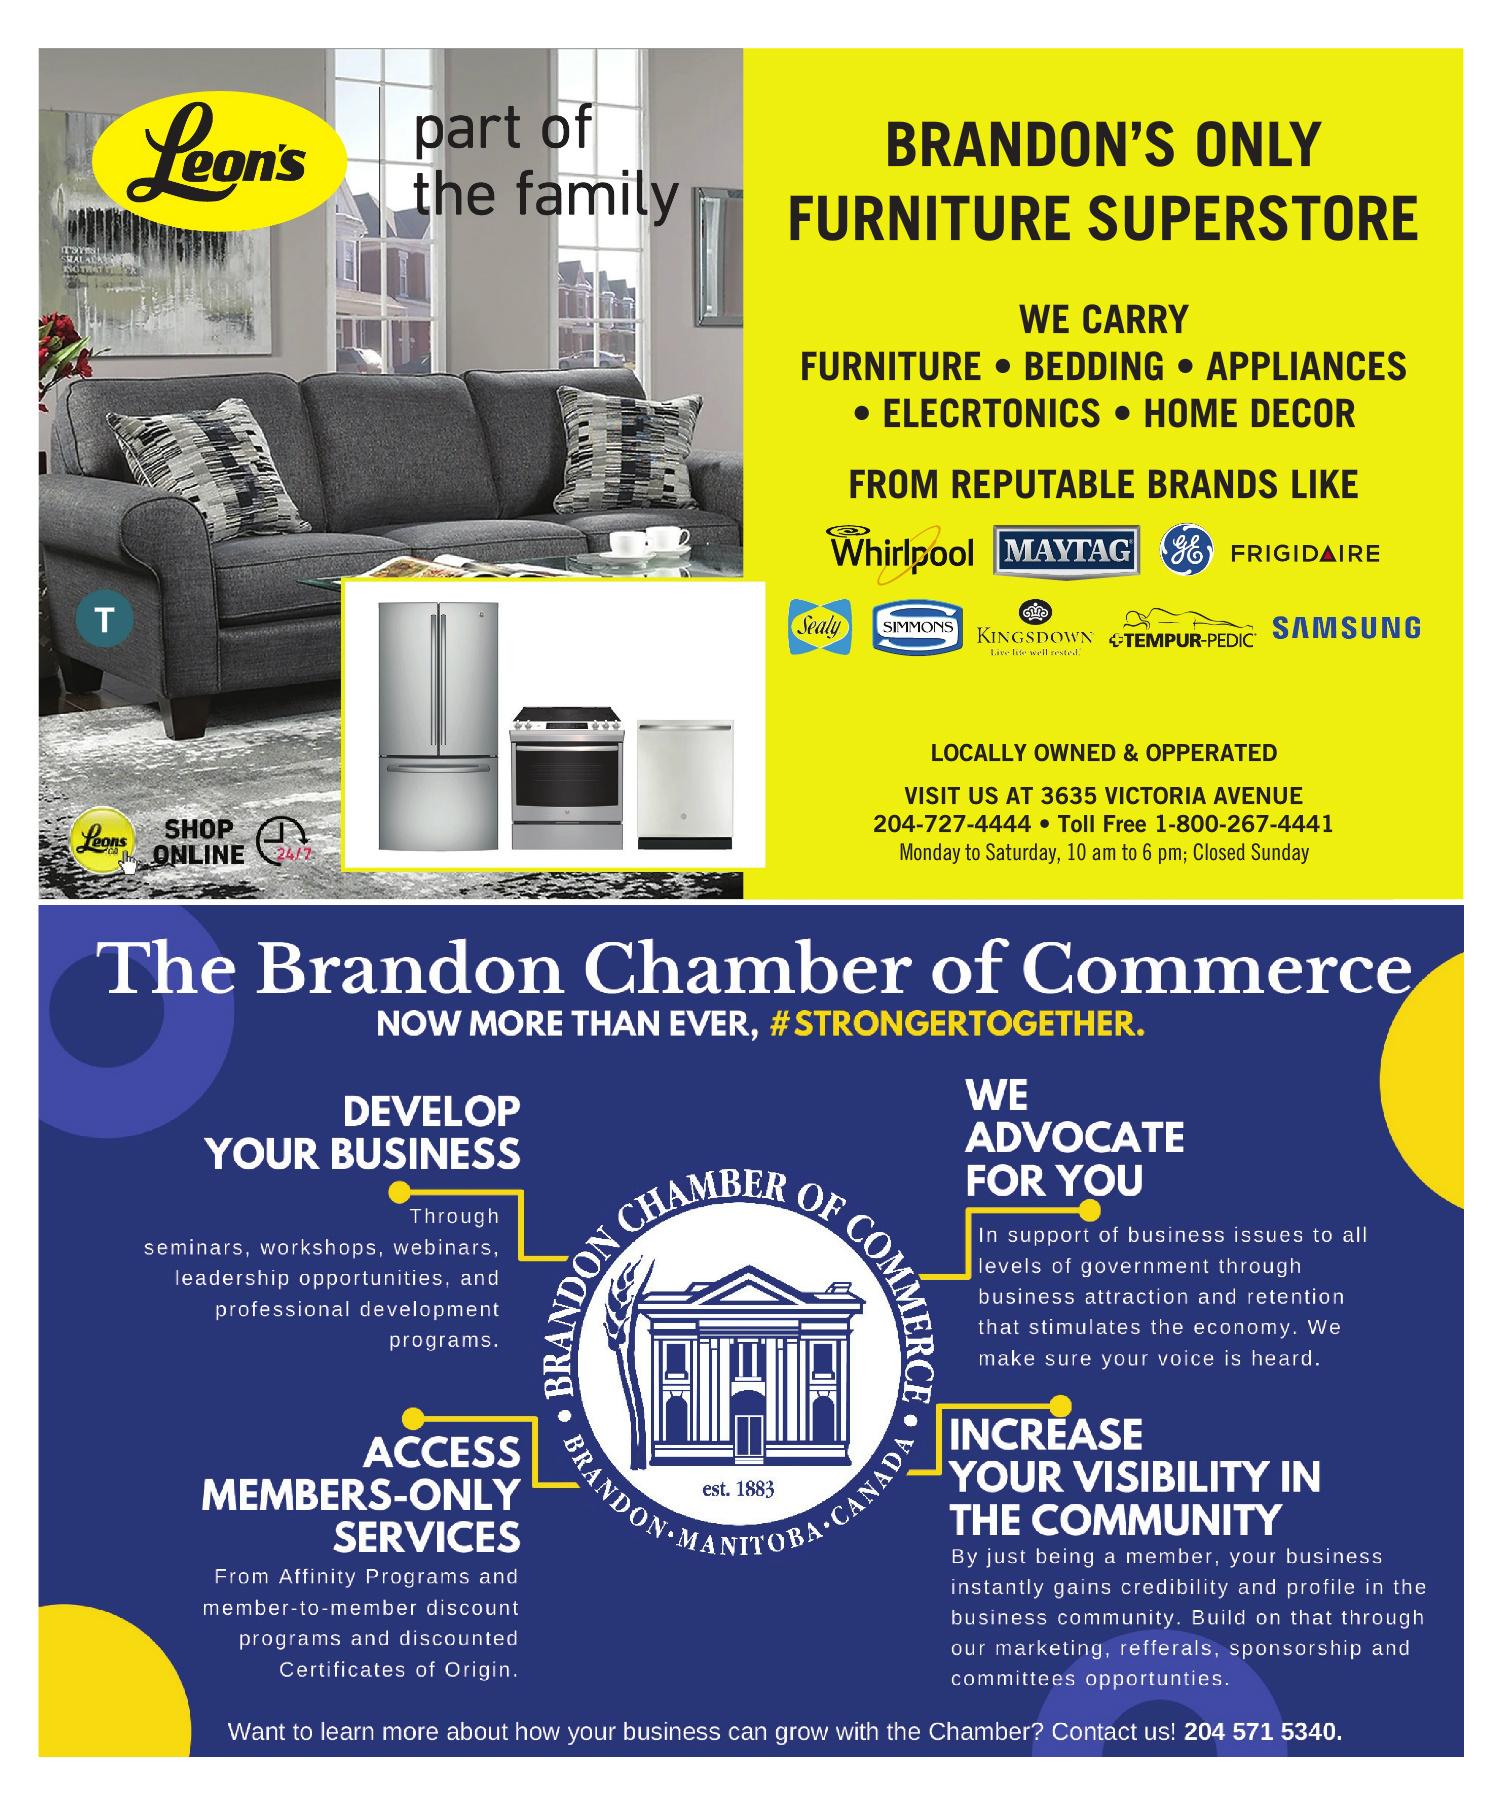 Leon's
part of
the family
T
Leons
.ca
SHOP
ONLINE
24/7
BRANDON'S ONLY
FURNITURE SUPERSTORE
WE CARRY
FURNITURE • BEDDING • APPLIANCES
• ELECRTONICS • HOME DECOR
FROM REPUTABLE BRANDS LIKE
Whirlpool MAYTAG GE FRIGIDAIRE
Sealy SIMMONS KINGSDOWN TEMPUR-PEDIC SAMSUNG
Live life well rested.
LOCALLY OWNED & OPPERATED
VISIT US AT 3635 VICTORIA AVENUE
204-727-4444 • Toll Free 1-800-267-4441
Monday to Saturday, 10 am to 6 pm; Closed Sunday
The Brandon Chamber of Commerce
NOW MORE THAN EVER, #STRONGERTOGETHER.
DEVELOP
YOUR BUSINESS
Through
seminars, workshops, webinars,
leadership opportunities, and
professional development
programs.
WE
ADVOCATE
FOR YOU
In support of business issues to all
levels of government through
business attraction and retention
that stimulates the economy. We
make sure your voice is heard.
• BRANDON CHAMBER OF COMMERCE •
est. 1883
BRANDON • MANITOBA • CANADA
ACCESS
MEMBERS-ONLY
SERVICES
From Affinity Programs and
member-to-member discount
programs and discounted
Certificates of Origin.
INCREASE
YOUR VISIBILITY IN
THE COMMUNITY
By just being a member, your business
instantly gains credibility and profile in the
business community. Build on that through
our marketing, refferals, sponsorship and
committees opportunties.
Want to learn more about how your business can grow with the Chamber? Contact us! 204 571 5340.